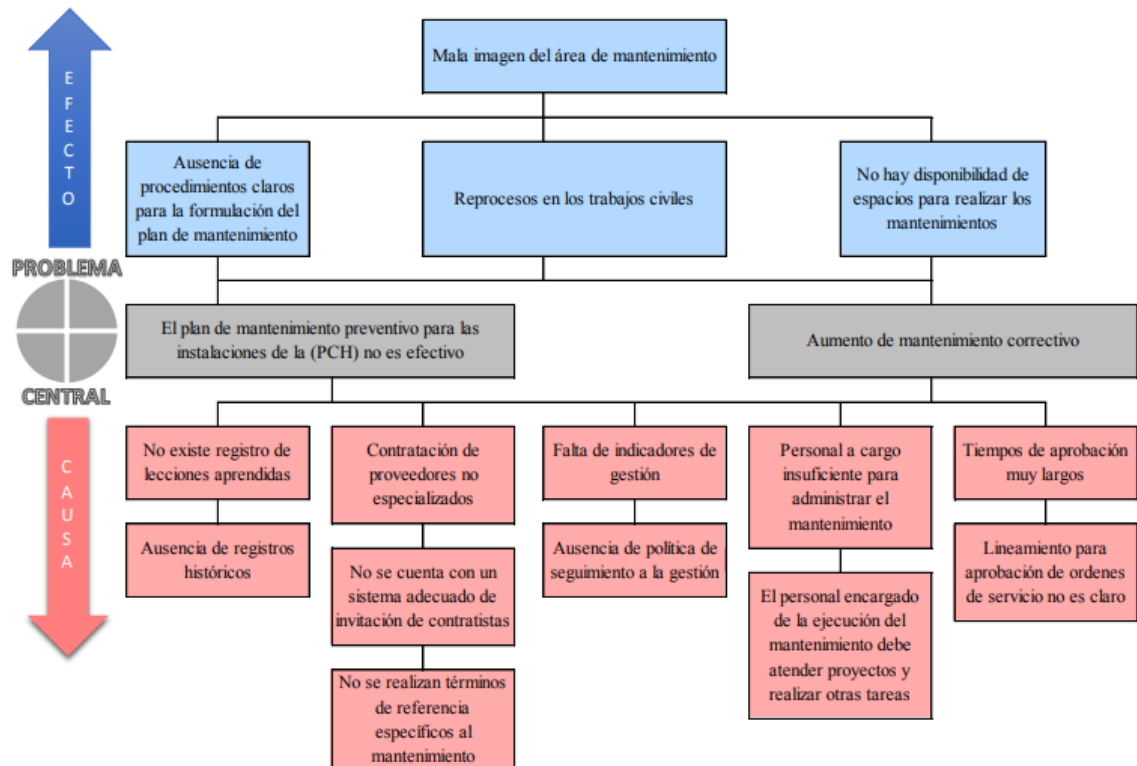 EFECTO
Mala imagen del área de mantenimiento
Ausencia de
procedimientos claros
para la formulación del
plan de mantenimiento
Reprocesos en los trabajos civiles
No hay disponibilidad de
espacios para realizar los
mantenimientos
PROBLEMA
CENTRAL
El plan de mantenimiento preventivo para las
instalaciones de la (PCH) no es efectivo
Aumento de mantenimiento correctivo
CAUSA
No existe registro de
lecciones aprendidas
Contratación de
proveedores no
especializados
Falta de indicadores de
gestión
Personal a cargo
insuficiente para
administrar el
mantenimiento
Tiempos de aprobación
muy largos
Ausencia de registros
históricos
No se cuenta con un
sistema adecuado de
invitación de contratistas
Ausencia de política de
seguimiento a la gestión
El personal encargado
de la ejecución del
mantenimiento debe
atender proyectos y
realizar otras tareas
Lineamiento para
aprobación de ordenes
de servicio no es claro
No se realizan términos
de referencia
específicos al
mantenimiento